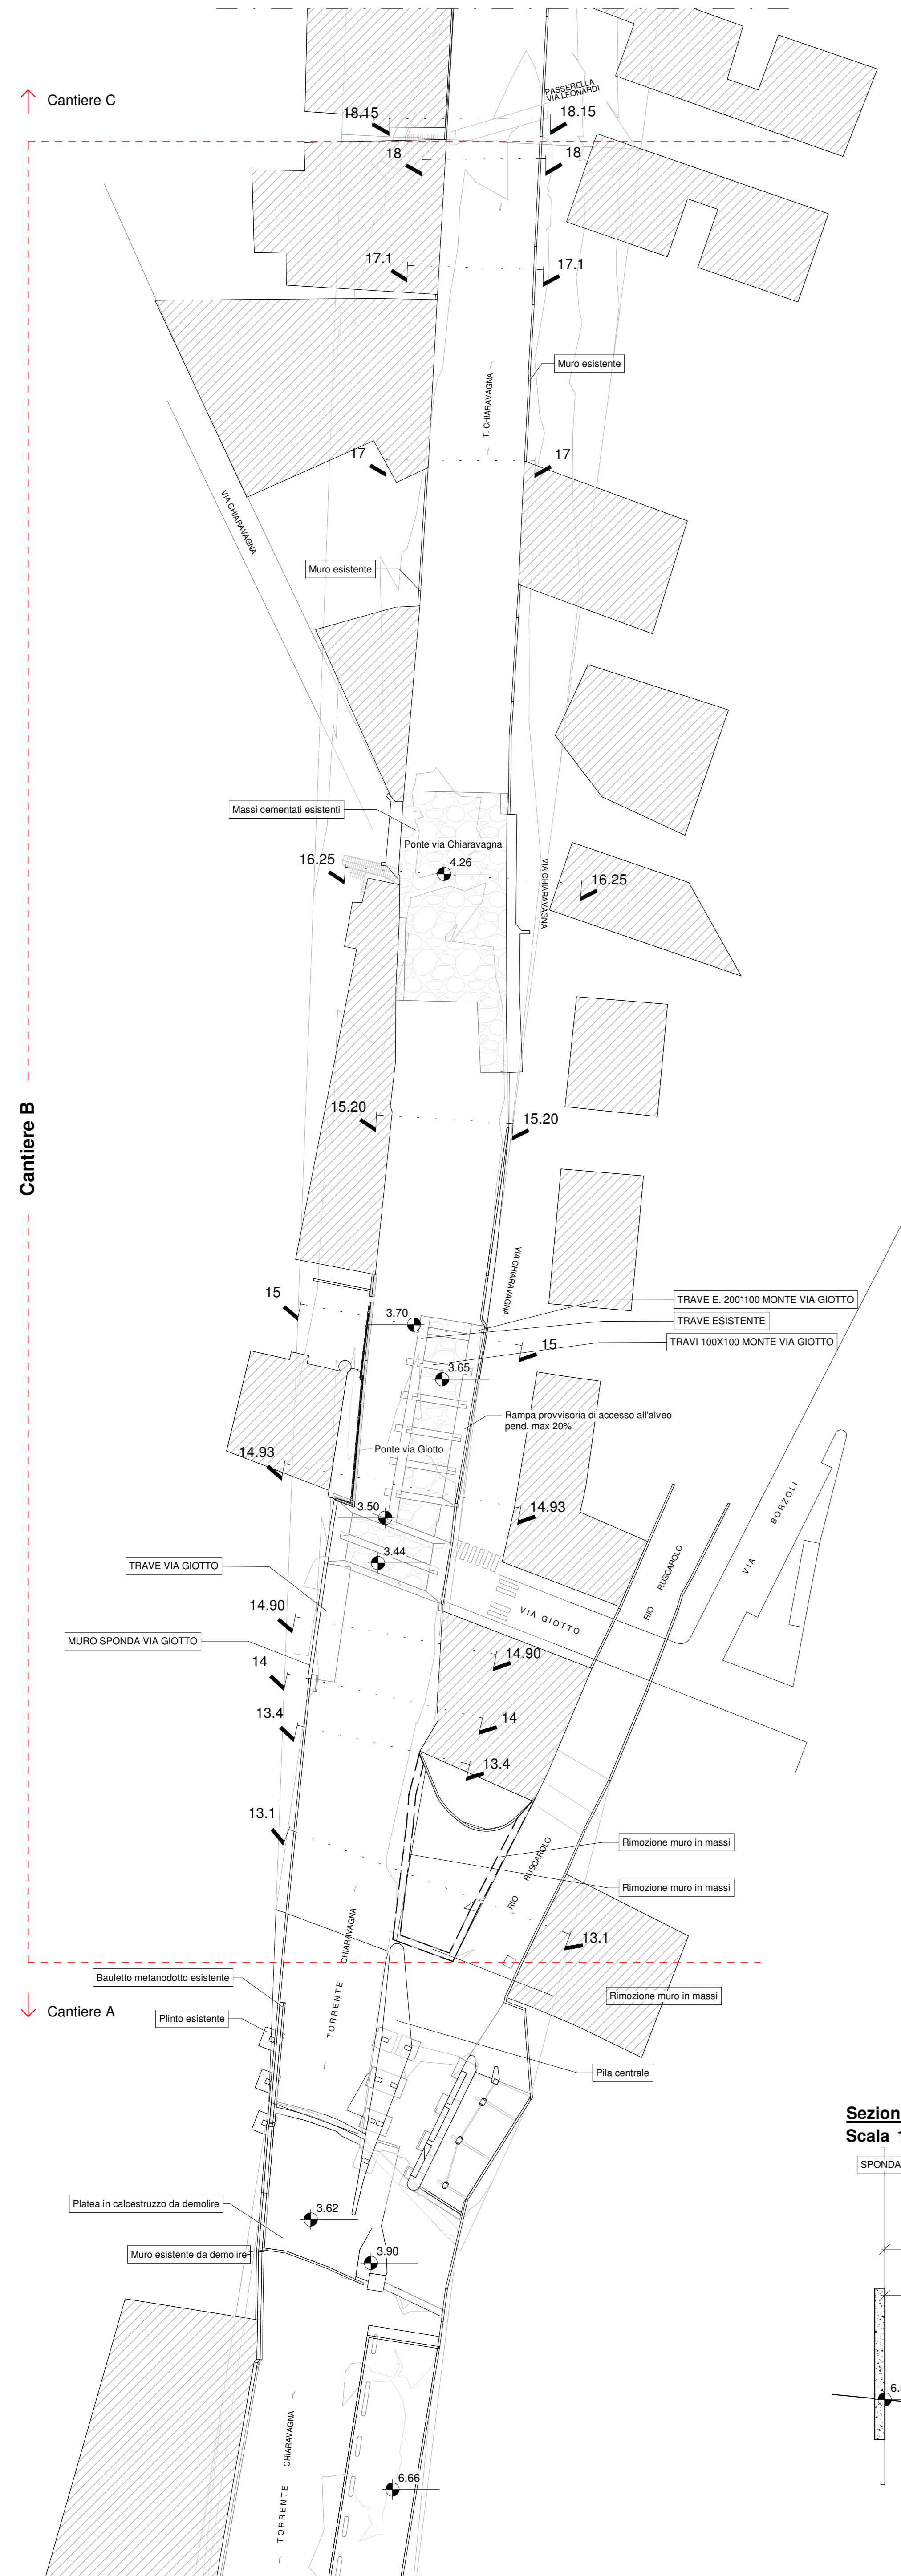 Cantiere C
PASSERELLA
VIA LEONARDI
18.15
18.15
18
18
17.1
17.1
Muro esistente
T. CHIARAVAGNA
17
17
VIA CHIARAVAGNA
Muro esistente
Massi cementati esistenti
Ponte via Chiaravagna
4.26
16.25
16.25
VIA CHIARAVAGNA
Cantiere B
15.20
15.20
VIA CHIARAVAGNA
15
3.70
TRAVE E. 200*100 MONTE VIA GIOTTO
TRAVE ESISTENTE
TRAVI 100X100 MONTE VIA GIOTTO
15
3.65
Rampa provvisoria di accesso all'alveo
pend. max 20%
Ponte via Giotto
14.93
14.93
3.50
3.44
VIA BORZOLI
RIO RUSCAROLO
TRAVE VIA GIOTTO
VIA GIOTTO
14.90
14.90
MURO SPONDA VIA GIOTTO
14
14
13.4
13.4
13.1
Rimozione muro in massi
RIO RUSCAROLO
Rimozione muro in massi
13.1
TORRENTE CHIARAVAGNA
Bauletto metanodotto esistente
Rimozione muro in massi
Cantiere A
Plinto esistente
Pila centrale
Sezion
Scala 1
SPONDA
Platea in calcestruzzo da demolire
3.62
Muro esistente da demolire
3.90
TORRENTE CHIARAVAGNA
6.66